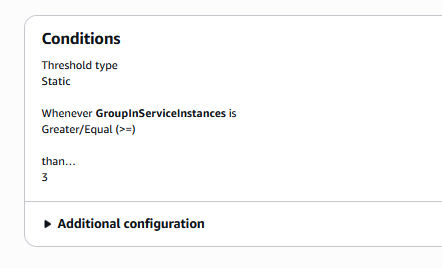 Conditions
Threshold type
Static
Whenever GroupInServiceInstances is
Greater/Equal (>=)
than...
3
Additional configuration